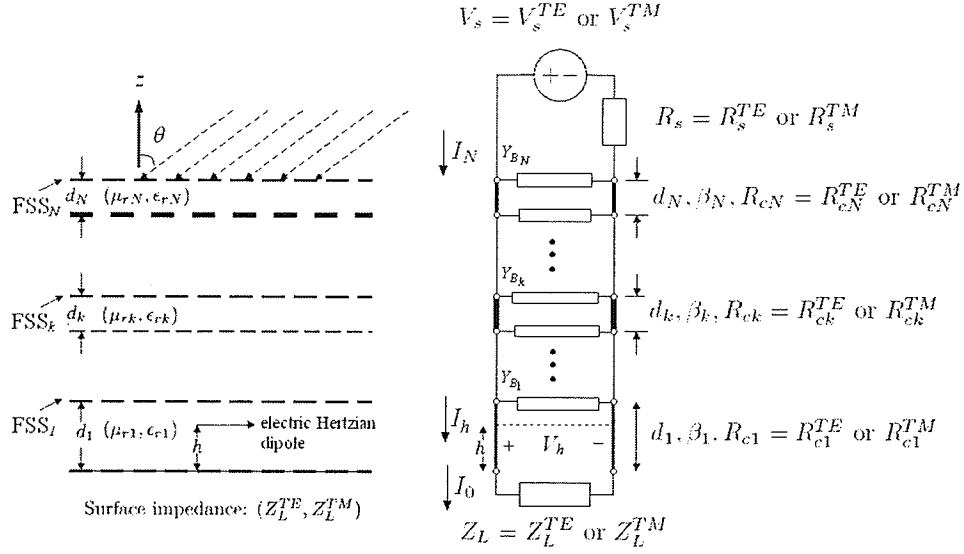 V_s = V_s^{TE} or V_s^{TM}
z
θ
+ −
R_s = R_s^{TE} or R_s^{TM}
I_N
Y_{B_N}
FSS_N
d_N (μ_{rN}, ϵ_{rN})
d_N, β_N, R_{cN} = R_{cN}^{TE} or R_{cN}^{TM}
Y_{B_k}
FSS_k
d_k (μ_{rk}, ϵ_{rk})
d_k, β_k, R_{ck} = R_{ck}^{TE} or R_{ck}^{TM}
Y_{B_1}
FSS_1
d_1 (μ_{r1}, ϵ_{r1})
h
electric Hertzian
dipole
I_h
h
+ V_h −
d_1, β_1, R_{c1} = R_{c1}^{TE} or R_{c1}^{TM}
I_0
Surface impedance: (Z_L^{TE}, Z_L^{TM})
Z_L = Z_L^{TE} or Z_L^{TM}